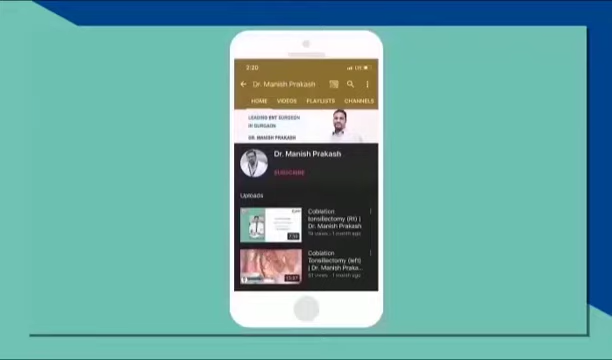 2:20
Dr. Manish Prakash
HOME VIDEOS PLAYLISTS CHANNELS
LEADING ENT SURGEON
IN GURGAON
DR. MANISH PRAKASH
Dr. Manish Prakash
SUBSCRIBE
Uploads
Coblation
tonsillectomy (Rt) |
Dr. Manish Prakash
views · 1 month ago
Coblation
Tonsillectomy (left)
| Dr. Manish Praka...
views · 1 month ago